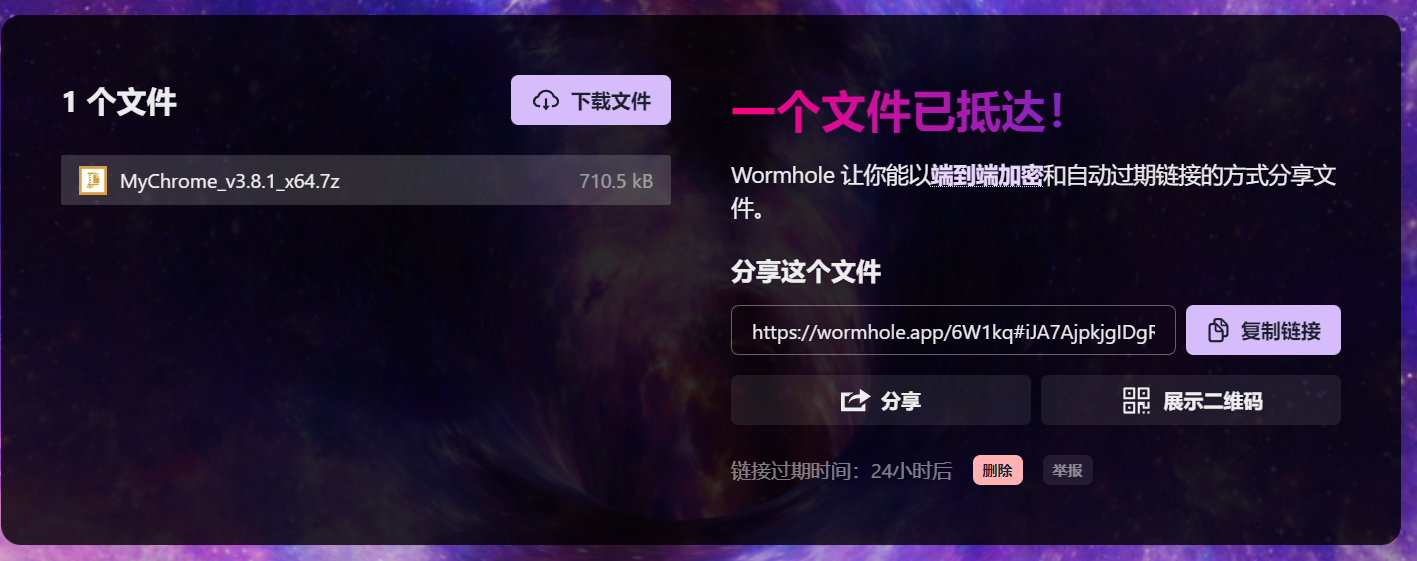 1 个文件
下载文件
MyChrome_v3.8.1_x64.7z
710.5 kB
一个文件已抵达！
Wormhole 让你能以端到端加密和自动过期链接的方式分享文
件。
分享这个文件
https://wormhole.app/6W1kq#iJA7AjpkjgIDgF
复制链接
分享
展示二维码
链接过期时间：24小时后
删除
举报